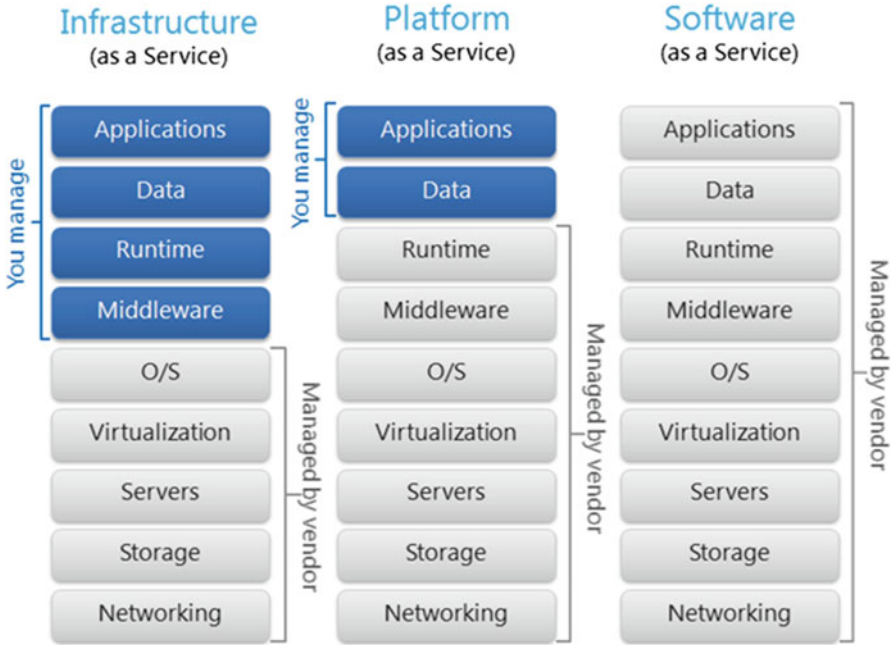 Infrastructure
(as a Service)
You manage
Applications
Data
Runtime
Middleware
O/S
Virtualization
Servers
Storage
Networking
Managed by vendor
Platform
(as a Service)
You manage
Applications
Data
Runtime
Middleware
O/S
Virtualization
Servers
Storage
Networking
Managed by vendor
Software
(as a Service)
Applications
Data
Runtime
Middleware
O/S
Virtualization
Servers
Storage
Networking
Managed by vendor